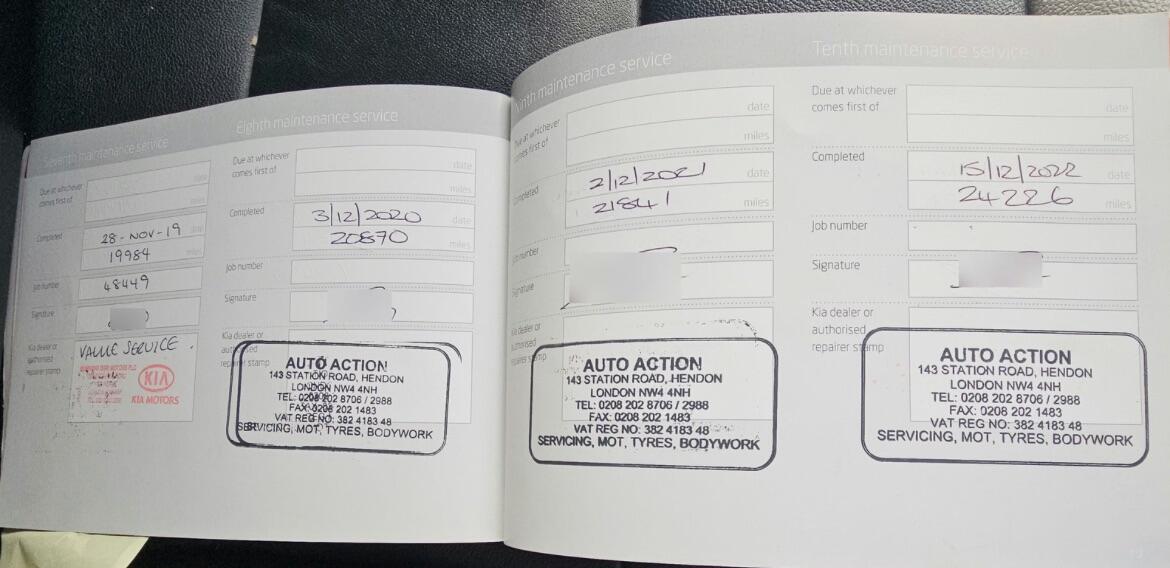 Seventh maintenance service
Due at whichever
comes first of
date
miles
Completed
28-NOV-19
date
19984
miles
Job number
48449
Signature
Kia dealer or
authorised
repairer stamp
VALUE SERVICE.
KIA
KIA MOTORS
Eighth maintenance service
Due at whichever
comes first of
date
miles
Completed
3/12/2020
date
20870
miles
Job number
Signature
Kia dealer or
authorised
repairer stamp
AUTO ACTION
143 STATION ROAD, HENDON
LONDON NW4 4NH
TEL: 0208 202 8706 / 2988
FAX: 0208 202 1483
VAT REG NO: 382 4183 48
SERVICING, MOT, TYRES, BODYWORK
Ninth maintenance service
Due at whichever
comes first of
date
miles
Completed
2/12/2021
date
21841
miles
Job number
Signature
Kia dealer or
authorised
repairer stamp
AUTO ACTION
143 STATION ROAD, HENDON
LONDON NW4 4NH
TEL: 0208 202 8706 / 2988
FAX: 0208 202 1483
VAT REG NO: 382 4183 48
SERVICING, MOT, TYRES, BODYWORK
Tenth maintenance service
Due at whichever
comes first of
date
miles
Completed
15/12/2022
date
24226
miles
Job number
Signature
Kia dealer or
authorised
repairer stamp
AUTO ACTION
143 STATION ROAD, HENDON
LONDON NW4 4NH
TEL: 0208 202 8706 / 2988
FAX: 0208 202 1483
VAT REG NO: 382 4183 48
SERVICING, MOT, TYRES, BODYWORK